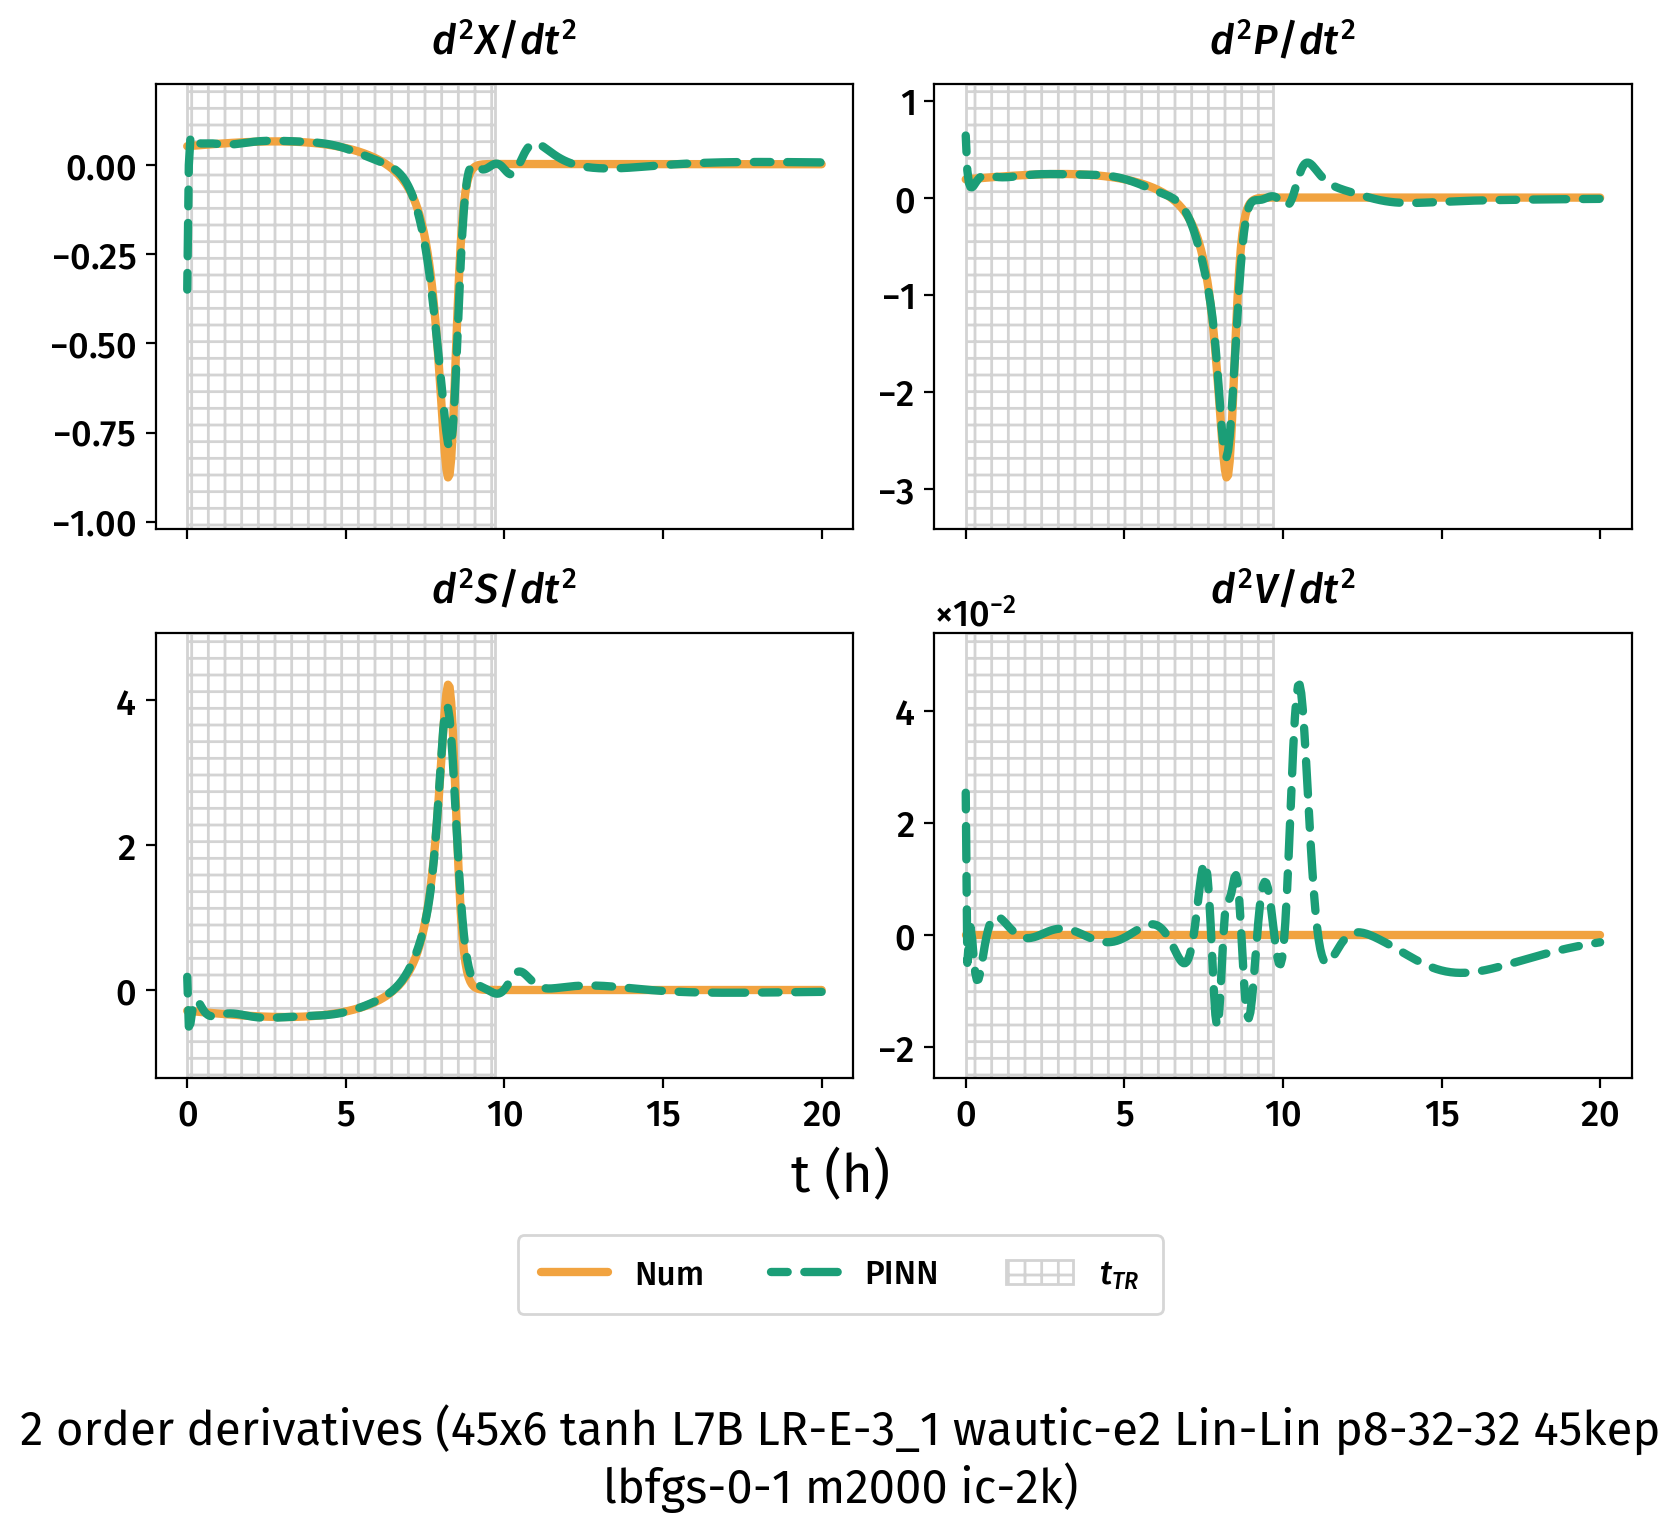 d²X/dt²
d²P/dt²
0.00
−0.25
−0.50
−0.75
−1.00
1
0
−1
−2
−3
d²S/dt²
d²V/dt²
×10⁻²
4
2
0
4
2
0
−2
0 5 10 15 20
0 5 10 15 20
t (h)
Num PINN t_TR
2 order derivatives (45x6 tanh L7B LR-E-3_1 wautic-e2 Lin-Lin p8-32-32 45kep
lbfgs-0-1 m2000 ic-2k)